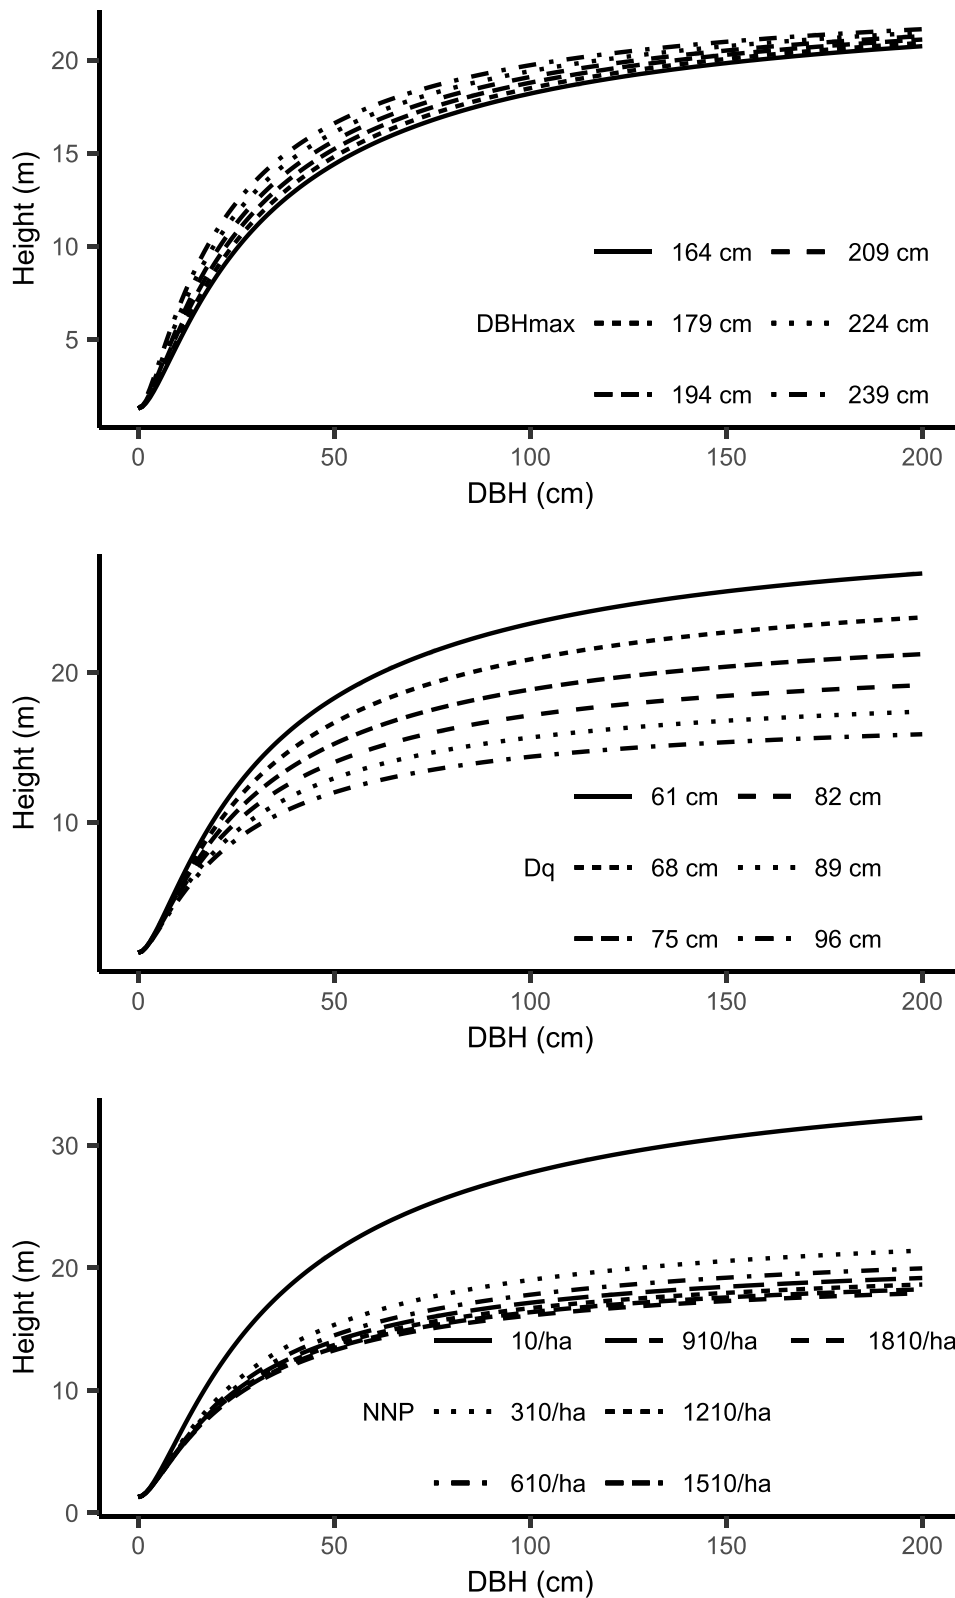 20
15
10
5
Height (m)
164 cm 209 cm
DBHmax 179 cm 224 cm
194 cm 239 cm
0 50 100 150 200
DBH (cm)
20
10
Height (m)
61 cm 82 cm
Dq 68 cm 89 cm
75 cm 96 cm
0 50 100 150 200
DBH (cm)
30
20
10
0
Height (m)
10/ha 910/ha 1810/ha
NNP 310/ha 1210/ha
610/ha 1510/ha
0 50 100 150 200
DBH (cm)